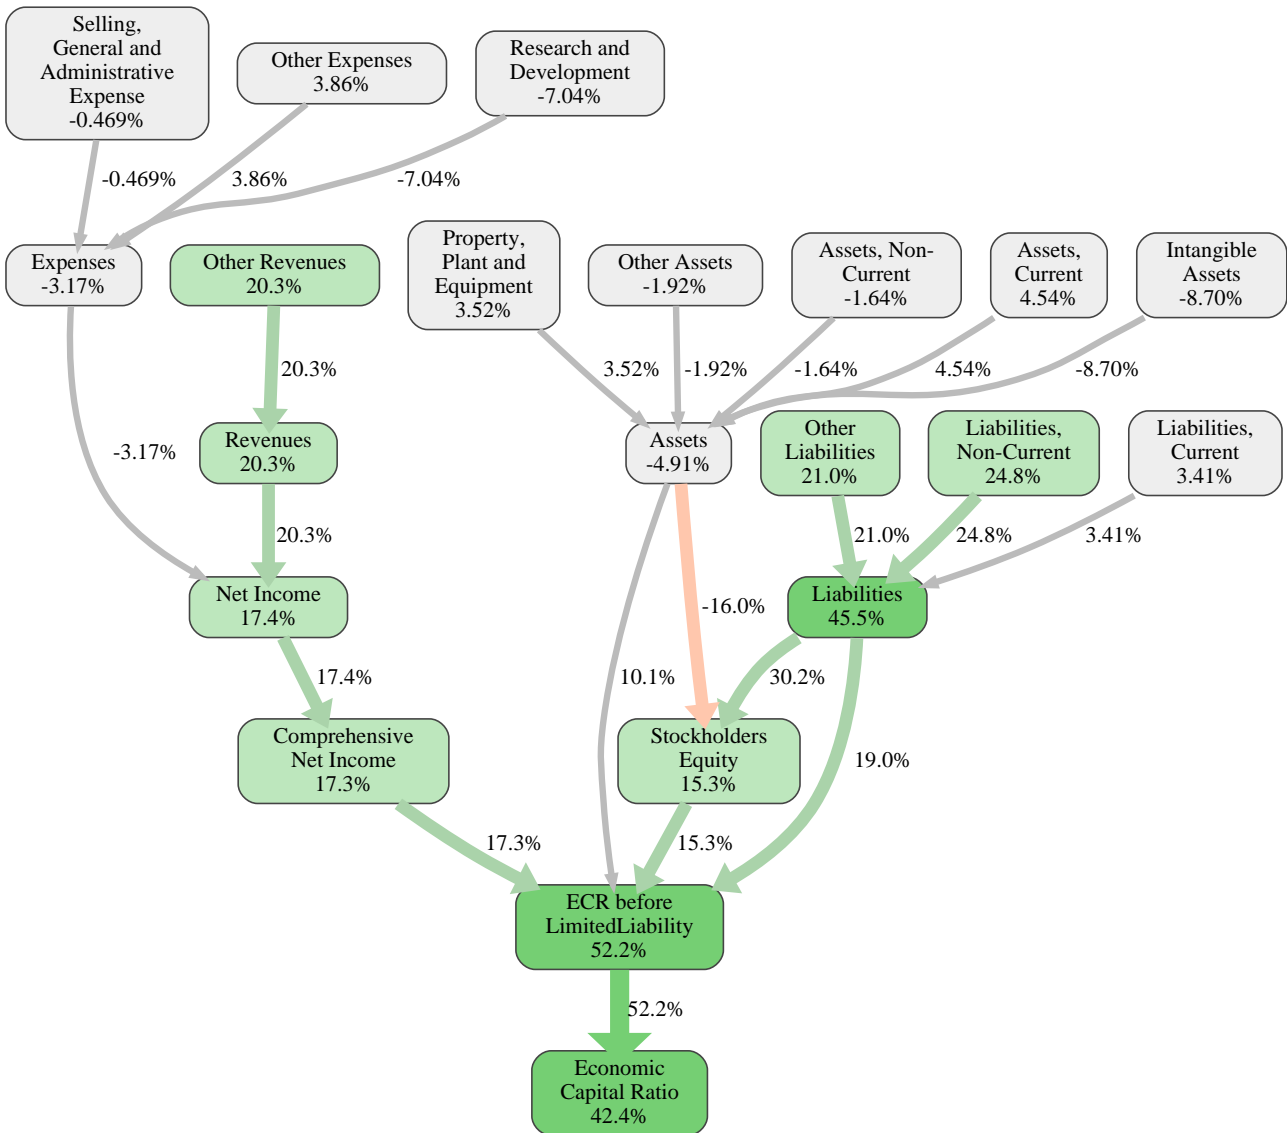 Selling,
General and
Administrative
Expense
-0.469%
Other Expenses
3.86%
Research and
Development
-7.04%
-0.469%
3.86%
-7.04%
Expenses
-3.17%
Other Revenues
20.3%
Property,
Plant and
Equipment
3.52%
Other Assets
-1.92%
Assets, Non-
Current
-1.64%
Assets,
Current
4.54%
Intangible
Assets
-8.70%
20.3%
3.52%
-1.92%
-1.64%
4.54%
-8.70%
-3.17%
Revenues
20.3%
Assets
-4.91%
Other
Liabilities
21.0%
Liabilities,
Non-Current
24.8%
Liabilities,
Current
3.41%
20.3%
21.0%
24.8%
3.41%
Net Income
17.4%
-16.0%
Liabilities
45.5%
17.4%
10.1%
30.2%
Comprehensive
Net Income
17.3%
Stockholders
Equity
15.3%
19.0%
17.3%
15.3%
ECR before
LimitedLiability
52.2%
52.2%
Economic
Capital Ratio
42.4%